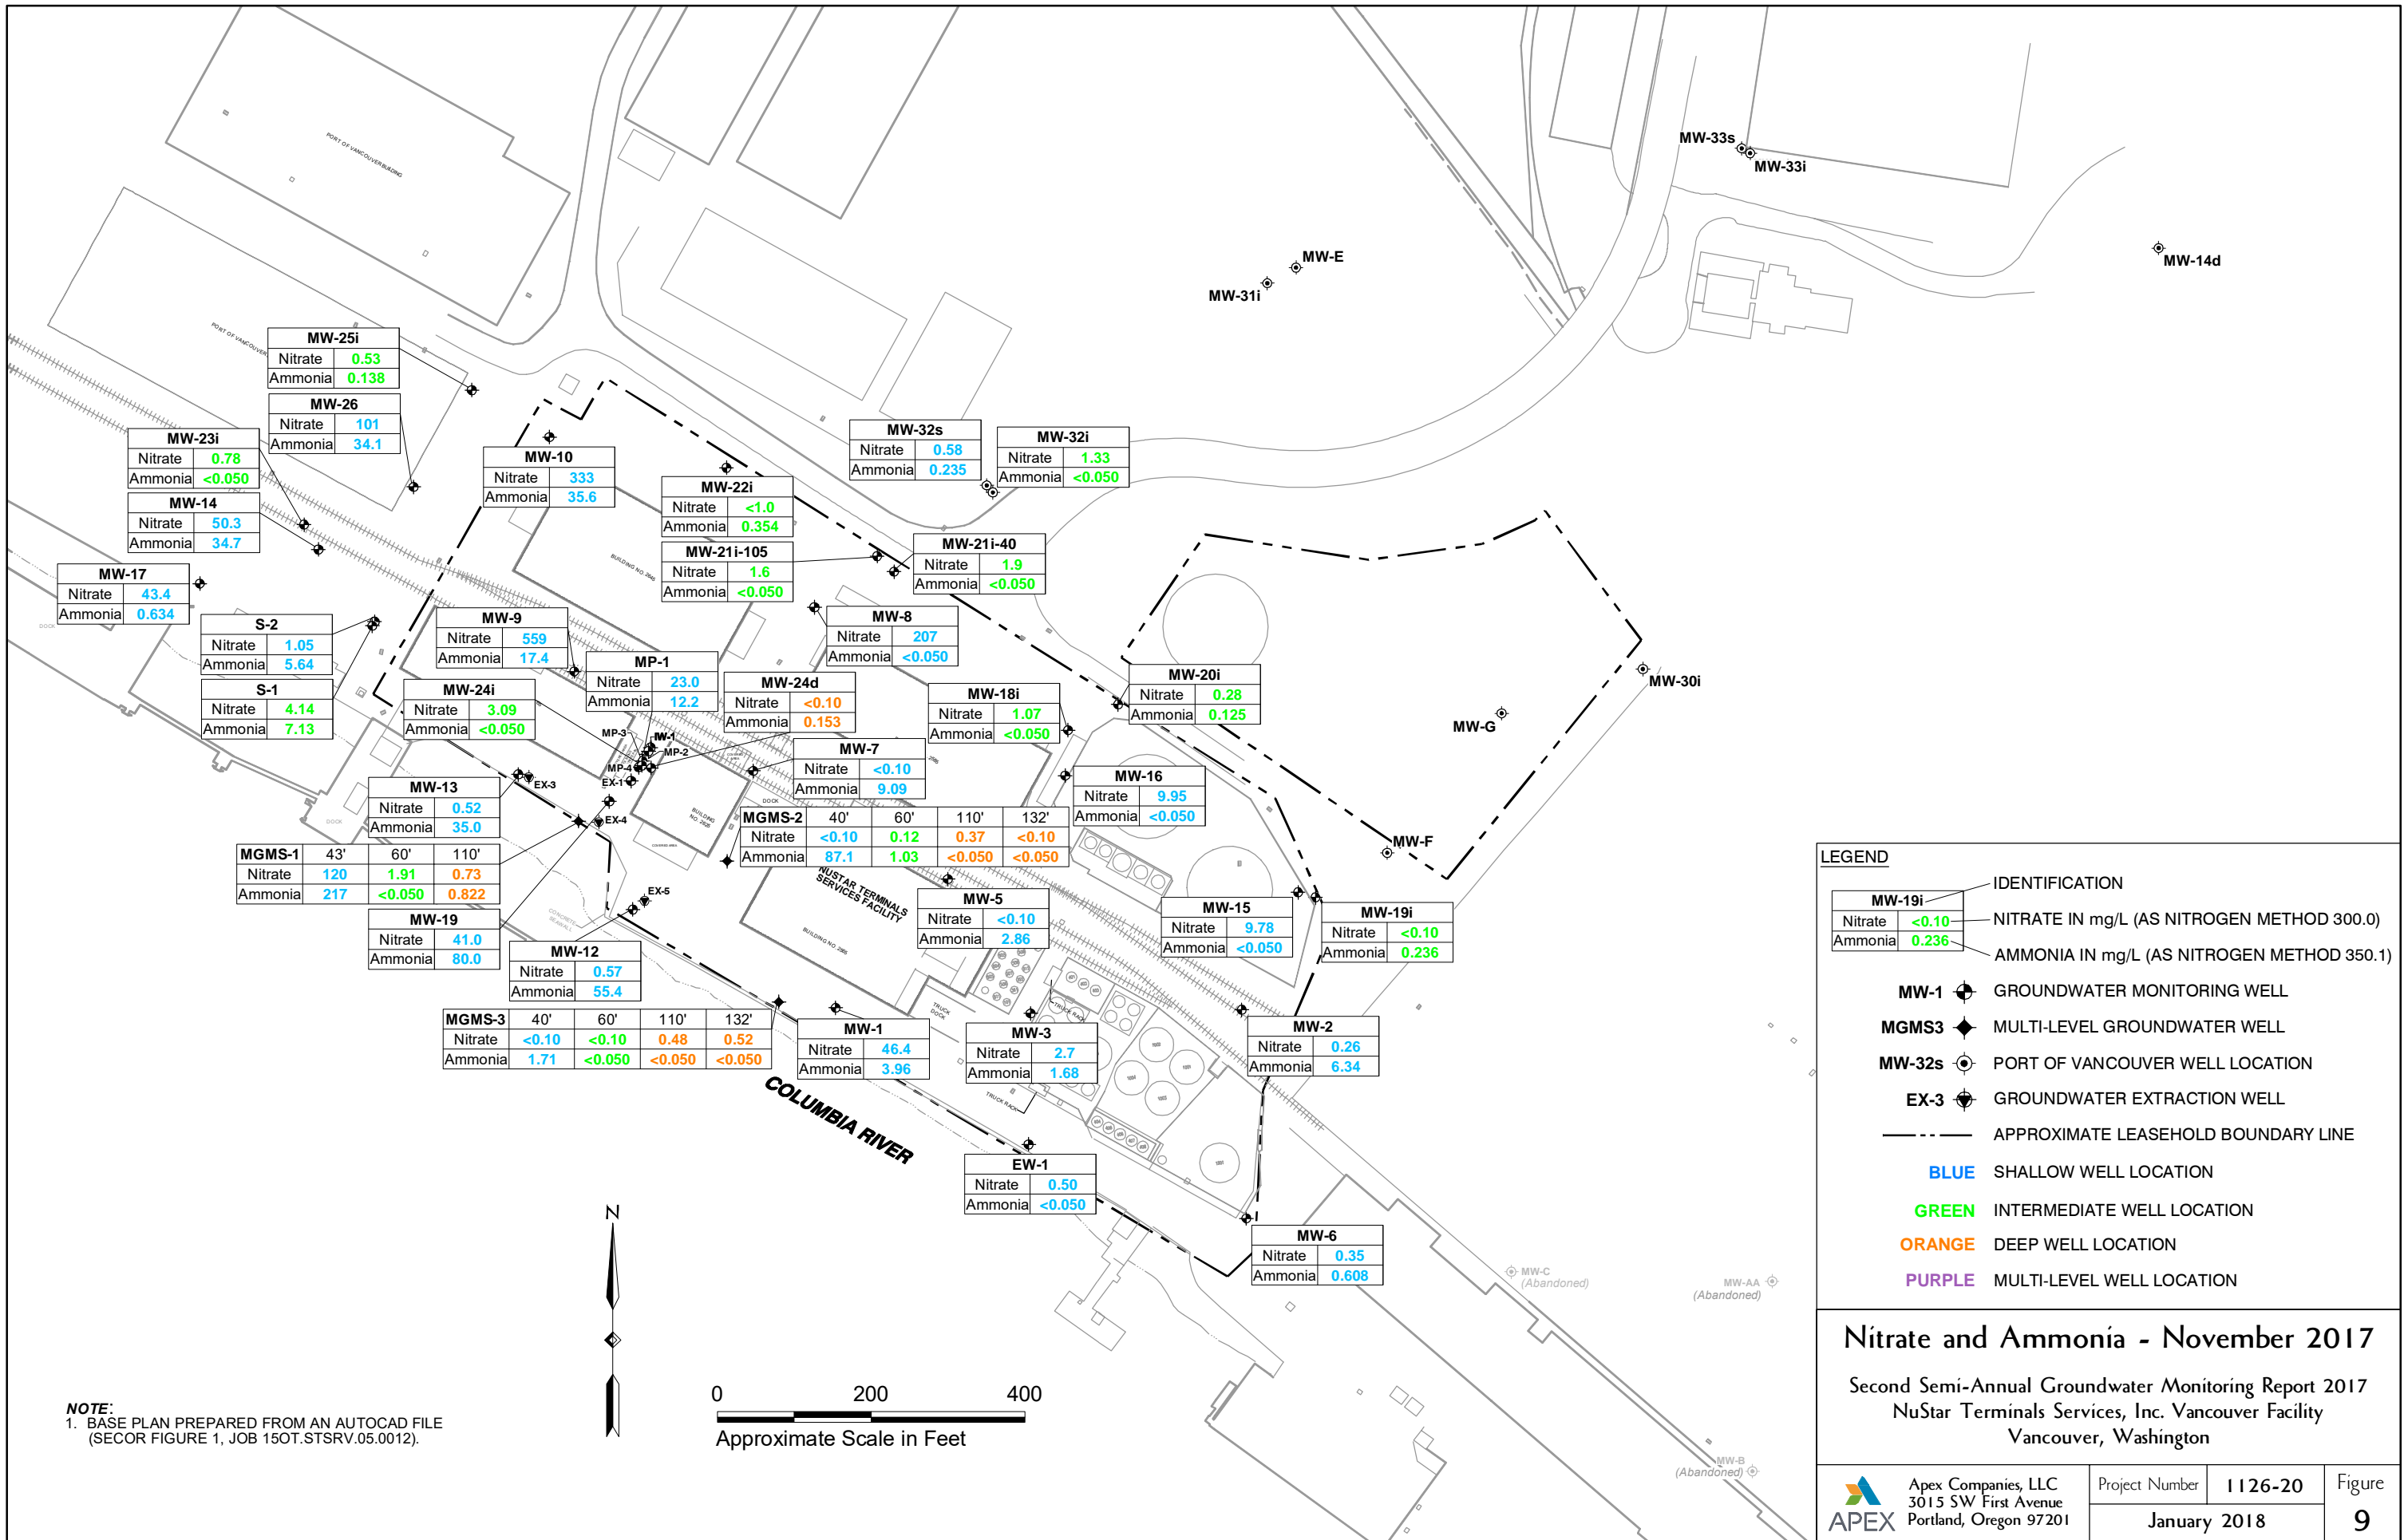 PORT OF VANCOUVER BUILDING
MW-33s
MW-33i
MW-14d
MW-E
MW-31i
PORT OF VANCOUVER
MW-25i
Nitrate 0.53
Ammonia 0.138
MW-26
Nitrate 101
Ammonia 34.1
MW-23i
Nitrate 0.78
Ammonia <0.050
MW-14
Nitrate 50.3
Ammonia 34.7
MW-10
Nitrate 333
Ammonia 35.6
MW-32s
Nitrate 0.58
Ammonia 0.235
MW-32i
Nitrate 1.33
Ammonia <0.050
MW-22i
Nitrate <1.0
Ammonia 0.354
MW-21i-105
Nitrate 1.6
Ammonia <0.050
MW-21i-40
Nitrate 1.9
Ammonia <0.050
MW-17
Nitrate 43.4
Ammonia 0.634
DOCK
S-2
Nitrate 1.05
Ammonia 5.64
S-1
Nitrate 4.14
Ammonia 7.13
MW-9
Nitrate 559
Ammonia 17.4
MW-8
Nitrate 207
Ammonia <0.050
MP-1
Nitrate 23.0
Ammonia 12.2
MW-24i
Nitrate 3.09
Ammonia <0.050
MW-24d
Nitrate <0.10
Ammonia 0.153
MW-18i
Nitrate 1.07
Ammonia <0.050
MW-20i
Nitrate 0.28
Ammonia 0.125
MW-30i
MW-G
MW-F
MP-3
IW-1
MP-2
MP-4
EX-1
EX-3
EX-4
EX-5
MW-7
Nitrate <0.10
Ammonia 9.09
MW-13
Nitrate 0.52
Ammonia 35.0
MW-16
Nitrate 9.95
Ammonia <0.050
DOCK
DOCK
BUILDING
COVERED AREA
MGMS-2 40' 60' 110' 132'
Nitrate <0.10 0.12 0.37 <0.10
Ammonia 87.1 1.03 <0.050 <0.050
MGMS-1 43' 60' 110'
Nitrate 120 1.91 0.73
Ammonia 217 <0.050 0.822
NUSTAR TERMINALS
SERVICES FACILITY
MW-5
Nitrate <0.10
Ammonia 2.86
MW-15
Nitrate 9.78
Ammonia <0.050
MW-19i
Nitrate <0.10
Ammonia 0.236
MW-19
Nitrate 41.0
Ammonia 80.0
MW-12
Nitrate 0.57
Ammonia 55.4
MGMS-3 40' 60' 110' 132'
Nitrate <0.10 <0.10 0.48 0.52
Ammonia 1.71 <0.050 <0.050 <0.050
MW-1
Nitrate 46.4
Ammonia 3.96
TRUCK
DOCK
TRUCK RACK
MW-3
Nitrate 2.7
Ammonia 1.68
TRUCK RACK
MW-2
Nitrate 0.26
Ammonia 6.34
COLUMBIA RIVER
EW-1
Nitrate 0.50
Ammonia <0.050
MW-6
Nitrate 0.35
Ammonia 0.608
MW-C
(Abandoned)
MW-AA
(Abandoned)
MW-B
(Abandoned)
N
0 200 400
Approximate Scale in Feet
NOTE:
1. BASE PLAN PREPARED FROM AN AUTOCAD FILE
(SECOR FIGURE 1, JOB 15OT.STSRV.05.0012).
LEGEND
MW-19i
Nitrate <0.10
Ammonia 0.236
IDENTIFICATION
NITRATE IN mg/L (AS NITROGEN METHOD 300.0)
AMMONIA IN mg/L (AS NITROGEN METHOD 350.1)
MW-1 GROUNDWATER MONITORING WELL
MGMS3 MULTI-LEVEL GROUNDWATER WELL
MW-32s PORT OF VANCOUVER WELL LOCATION
EX-3 GROUNDWATER EXTRACTION WELL
APPROXIMATE LEASEHOLD BOUNDARY LINE
BLUE SHALLOW WELL LOCATION
GREEN INTERMEDIATE WELL LOCATION
ORANGE DEEP WELL LOCATION
PURPLE MULTI-LEVEL WELL LOCATION
Nitrate and Ammonia - November 2017
Second Semi-Annual Groundwater Monitoring Report 2017
NuStar Terminals Services, Inc. Vancouver Facility
Vancouver, Washington
APEX
Apex Companies, LLC
3015 SW First Avenue
Portland, Oregon 97201
Project Number 1126-20
January 2018
Figure
9